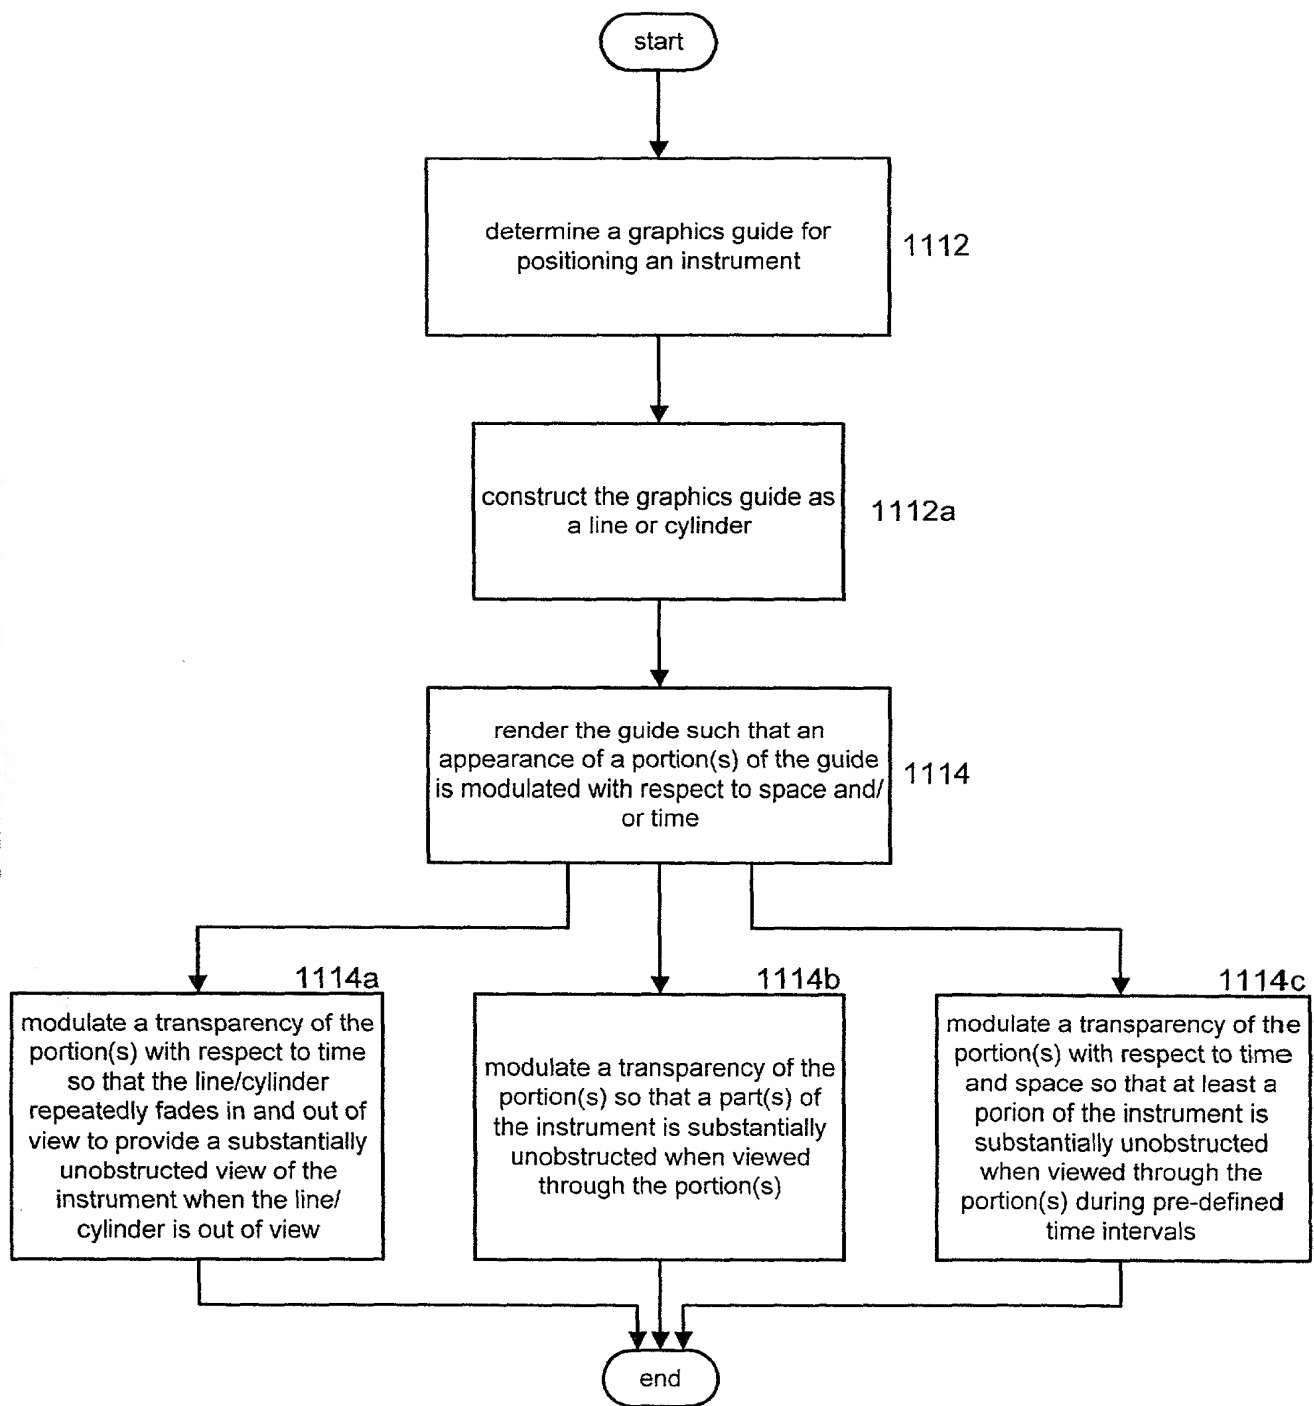 start
determine a graphics guide for
positioning an instrument
1112
construct the graphics guide as
a line or cylinder
1112a
render the guide such that an
appearance of a portion(s) of the guide
is modulated with respect to space and/
or time
1114
1114a
modulate a transparency of the
portion(s) with respect to time
so that the line/cylinder
repeatedly fades in and out of
view to provide a substantially
unobstructed view of the
instrument when the line/
cylinder is out of view
1114b
modulate a transparency of the
portion(s) so that a part(s) of
the instrument is substantially
unobstructed when viewed
through the portion(s)
1114c
modulate a transparency of the
portion(s) with respect to time
and space so that at least a
porion of the instrument is
substantially unobstructed
when viewed through the
portion(s) during pre-defined
time intervals
end